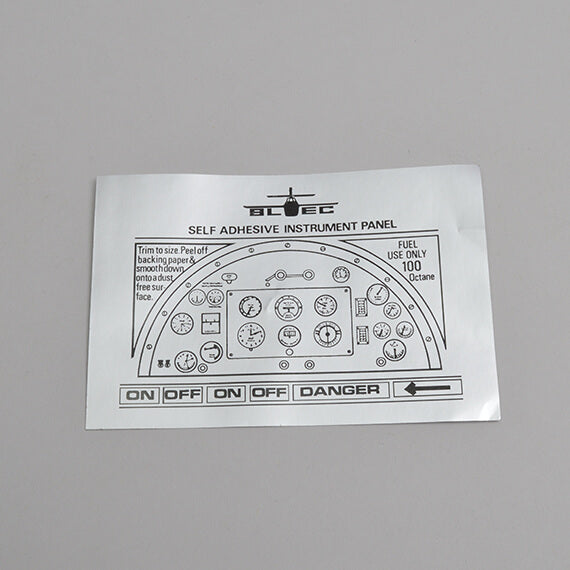 BLUEC
SELF ADHESIVE INSTRUMENT PANEL
Trim to size. Peel off
backing paper &
smooth down
onto a dust
free sur-
face.
FUEL
USE ONLY
100
Octane
ON OFF ON OFF DANGER